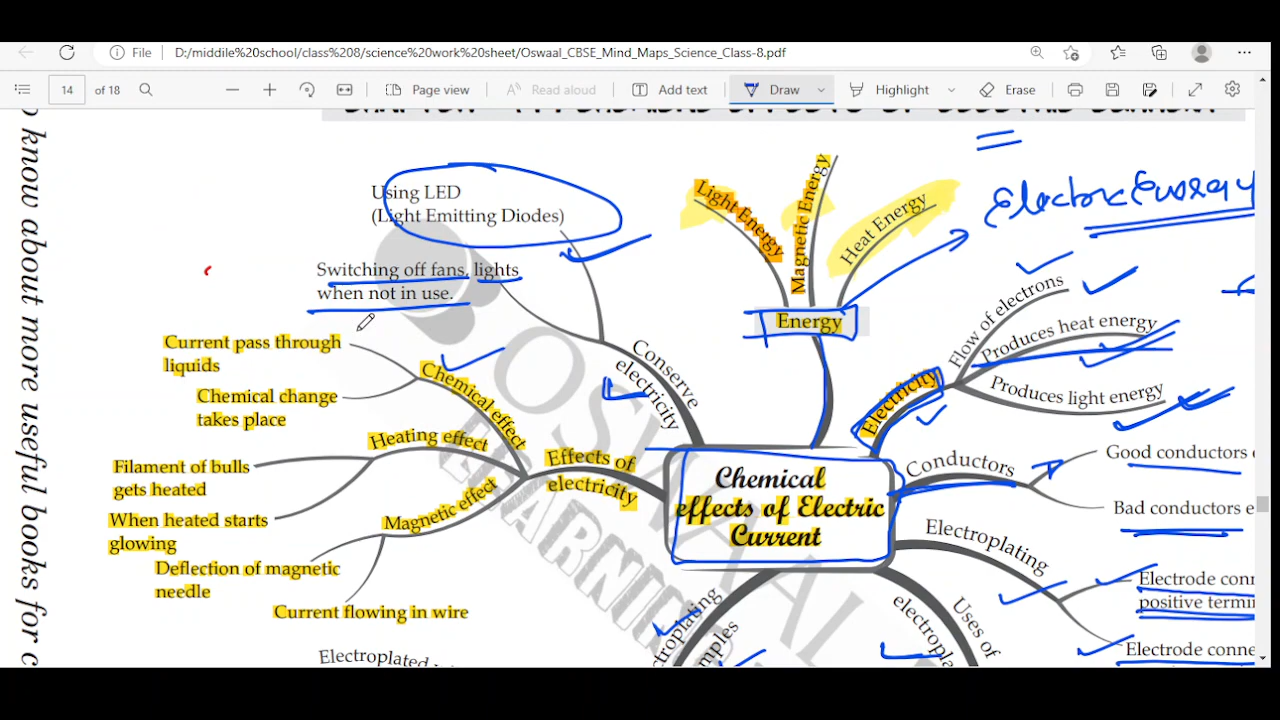 File
D:/middile%20school/class%208/science%20work%20sheet/Oswaal_CBSE_Mind_Maps_Science_Class-8.pdf
14 of 18
Page view
Read aloud
Add text
Draw
Highlight
Erase
know about more useful books for
Using LED
(Light Emitting Diodes)
Switching off fans, lights
when not in use.
Conserve
electricity
Light Energy
Magnetic Energy
Heat Energy
Energy
Electric Energy
Flow of electrons
Produces heat energy
Produces light energy
Electricity
Current pass through
liquids
Chemical change
takes place
Chemical effect
Heating effect
Filament of bulls
gets heated
When heated starts
glowing
Magnetic effect
Deflection of magnetic
needle
Current flowing in wire
Effects of
electricity
Chemical
effects of Electric
Current
Conductors
Good conductors
Bad conductors
Electroplating
Electrode
positive
Electrode
Uses of
Electroplated
OSWAAL
LEARNING